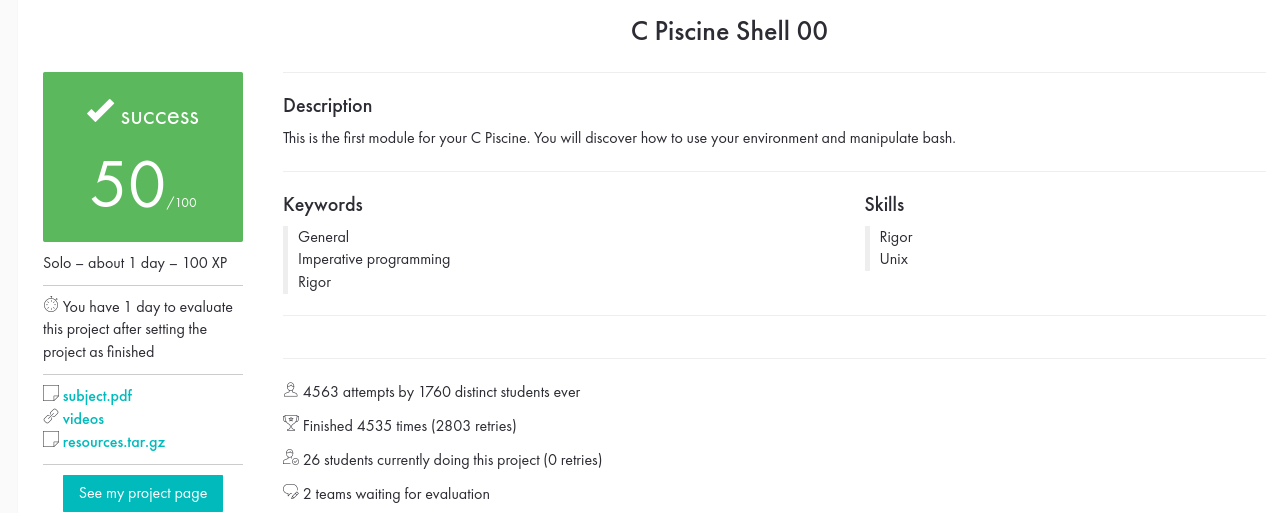 C Piscine Shell 00
success
50/100
Solo – about 1 day – 100 XP
You have 1 day to evaluate
this project after setting the
project as finished
subject.pdf
videos
resources.tar.gz
See my project page
Description
This is the first module for your C Piscine. You will discover how to use your environment and manipulate bash.
Keywords
General
Imperative programming
Rigor
Skills
Rigor
Unix
4563 attempts by 1760 distinct students ever
Finished 4535 times (2803 retries)
26 students currently doing this project (0 retries)
2 teams waiting for evaluation